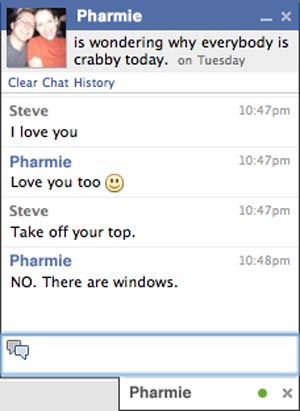 Pharmie
is wondering why everybody is
crabby today. on Tuesday
Clear Chat History
Steve 10:47pm
I love you
Pharmie 10:47pm
Love you too
Steve 10:47pm
Take off your top.
Pharmie 10:48pm
NO. There are windows.
Pharmie